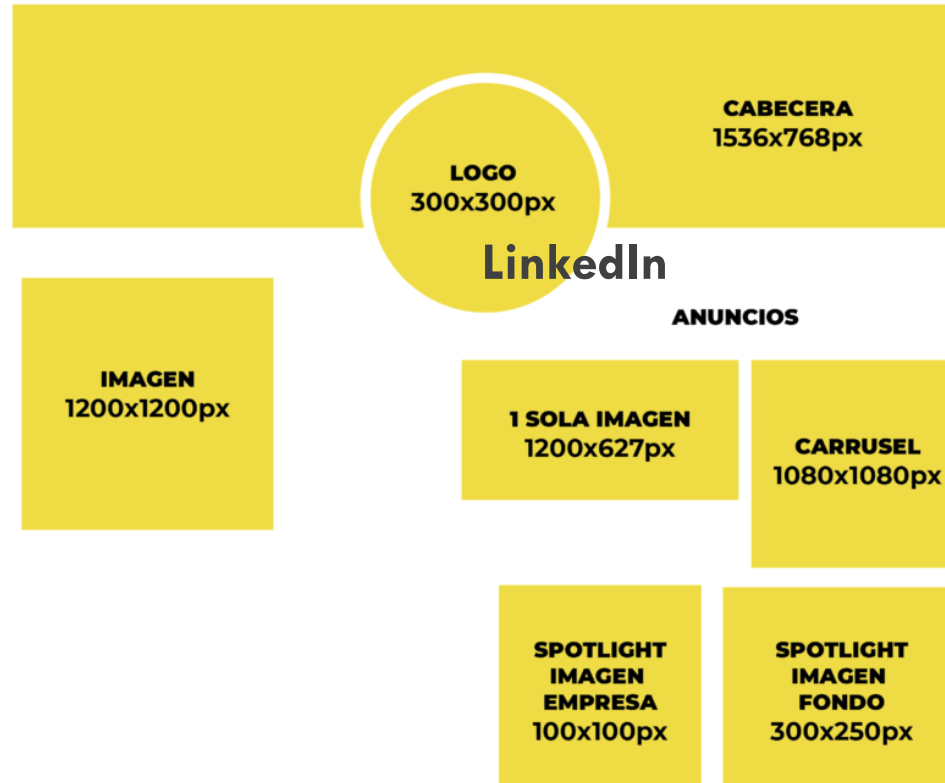 CABECERA
1536x768px
LOGO
300x300px
LinkedIn
ANUNCIOS
IMAGEN
1200x1200px
1 SOLA IMAGEN
1200x627px
CARRUSEL
1080x1080px
SPOTLIGHT
IMAGEN
EMPRESA
100x100px
SPOTLIGHT
IMAGEN
FONDO
300x250px